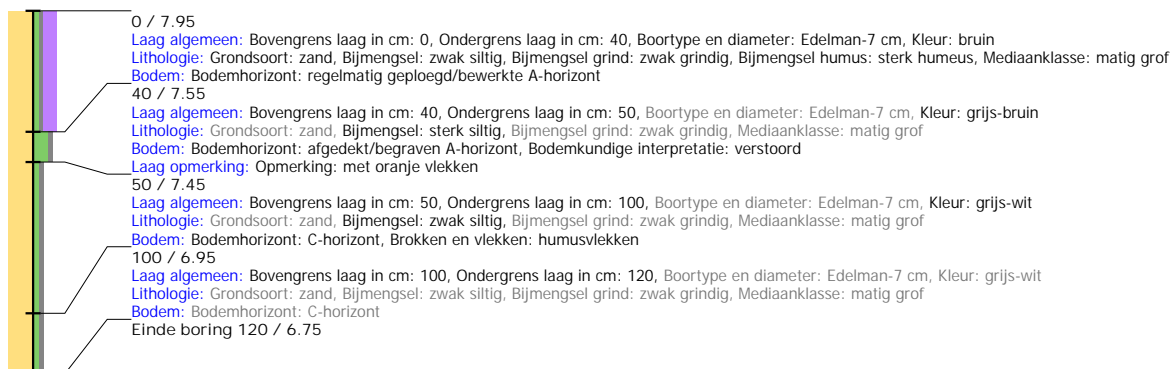 0 / 7.95
Laag algemeen: Bovengrens laag in cm: 0, Ondergrens laag in cm: 40, Boortype en diameter: Edelman-7 cm, Kleur: bruin
Lithologie: Grondsoort: zand, Bijmengsel: zwak siltig, Bijmengsel grind: zwak grindig, Bijmengsel humus: sterk humeus, Mediaanklasse: matig grof
Bodem: Bodemhorizont: regelmatig geploegd/bewerkte A-horizont
40 / 7.55
Laag algemeen: Bovengrens laag in cm: 40, Ondergrens laag in cm: 50, Boortype en diameter: Edelman-7 cm, Kleur: grijs-bruin
Lithologie: Grondsoort: zand, Bijmengsel: sterk siltig, Bijmengsel grind: zwak grindig, Mediaanklasse: matig grof
Bodem: Bodemhorizont: afgedekt/begraven A-horizont, Bodemkundige interpretatie: verstoord
Laag opmerking: Opmerking: met oranje vlekken
50 / 7.45
Laag algemeen: Bovengrens laag in cm: 50, Ondergrens laag in cm: 100, Boortype en diameter: Edelman-7 cm, Kleur: grijs-wit
Lithologie: Grondsoort: zand, Bijmengsel: zwak siltig, Bijmengsel grind: zwak grindig, Mediaanklasse: matig grof
Bodem: Bodemhorizont: C-horizont, Brokken en vlekken: humusvlekken
100 / 6.95
Laag algemeen: Bovengrens laag in cm: 100, Ondergrens laag in cm: 120, Boortype en diameter: Edelman-7 cm, Kleur: grijs-wit
Lithologie: Grondsoort: zand, Bijmengsel: zwak siltig, Bijmengsel grind: zwak grindig, Mediaanklasse: matig grof
Bodem: Bodemhorizont: C-horizont
Einde boring 120 / 6.75